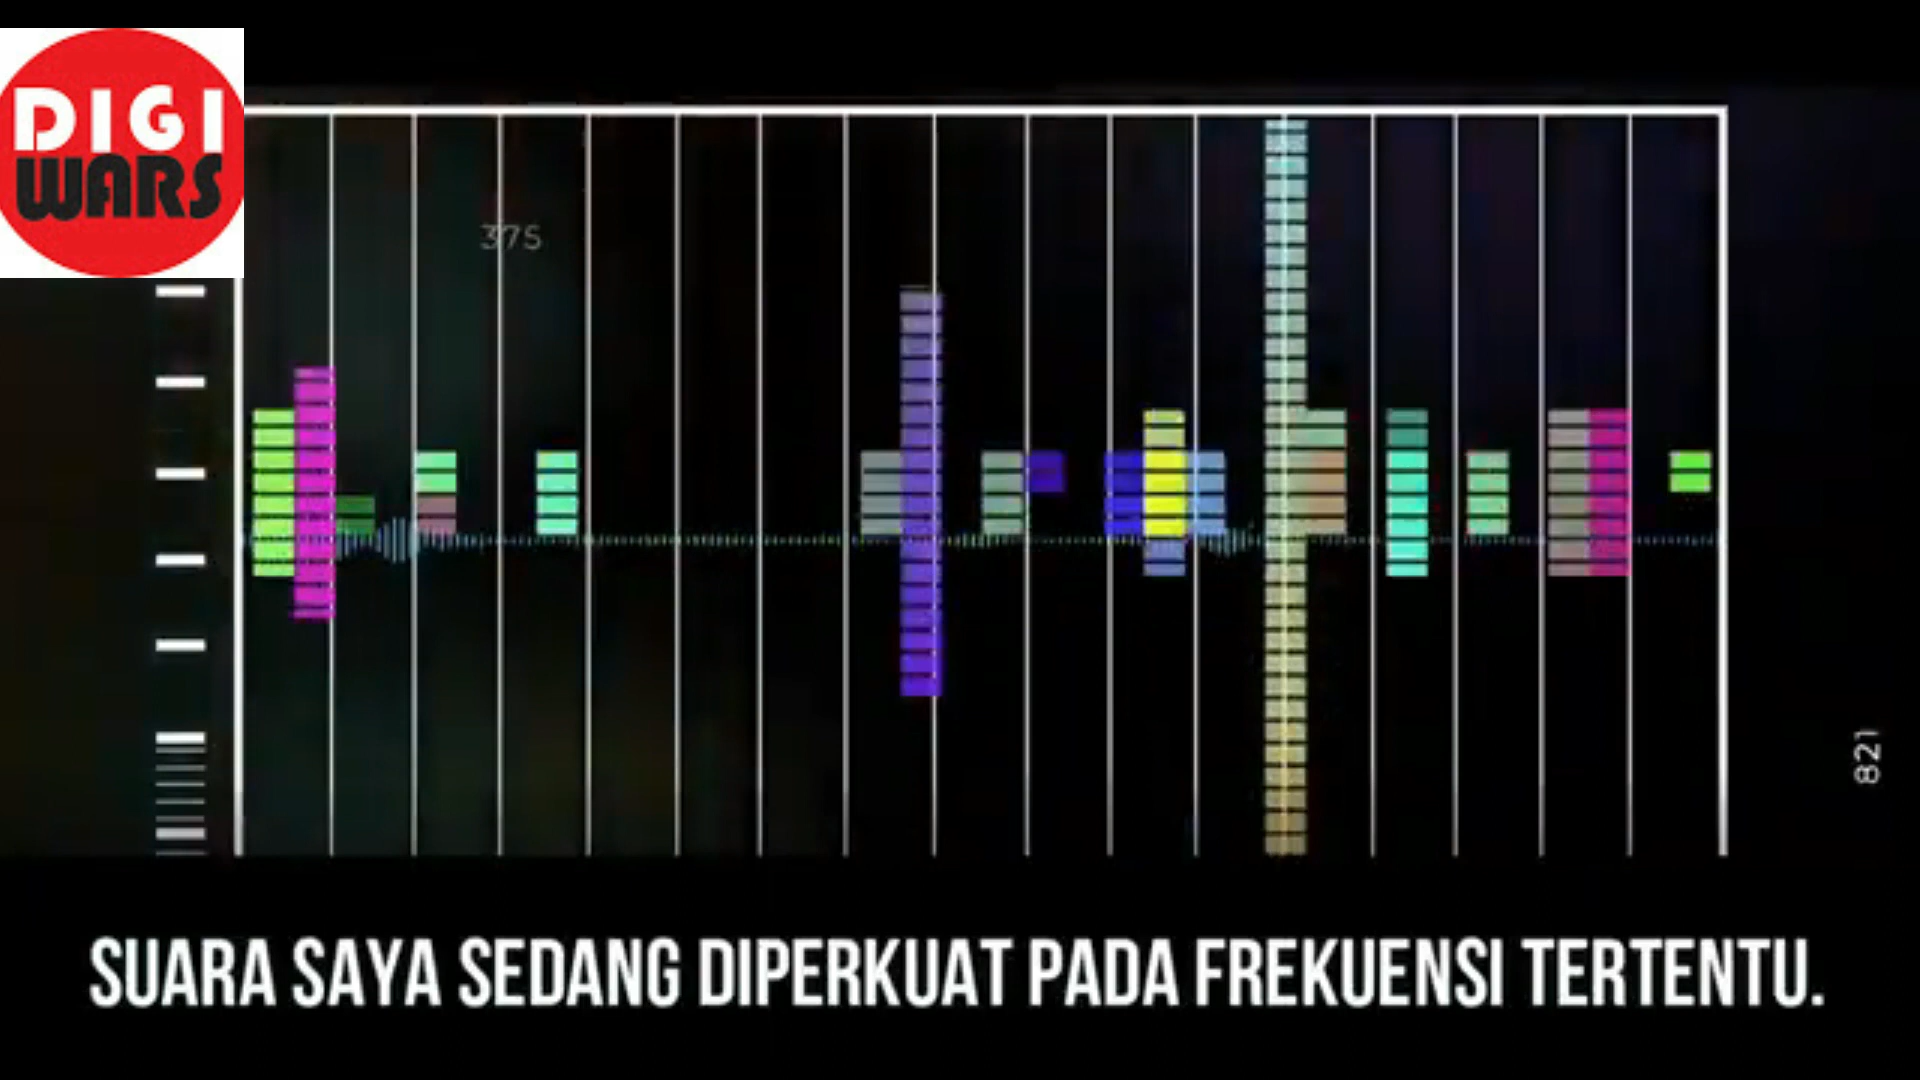 DIGI
WARS
375
821
SUARA SAYA SEDANG DIPERKUAT PADA FREKUENSI TERTENTU.